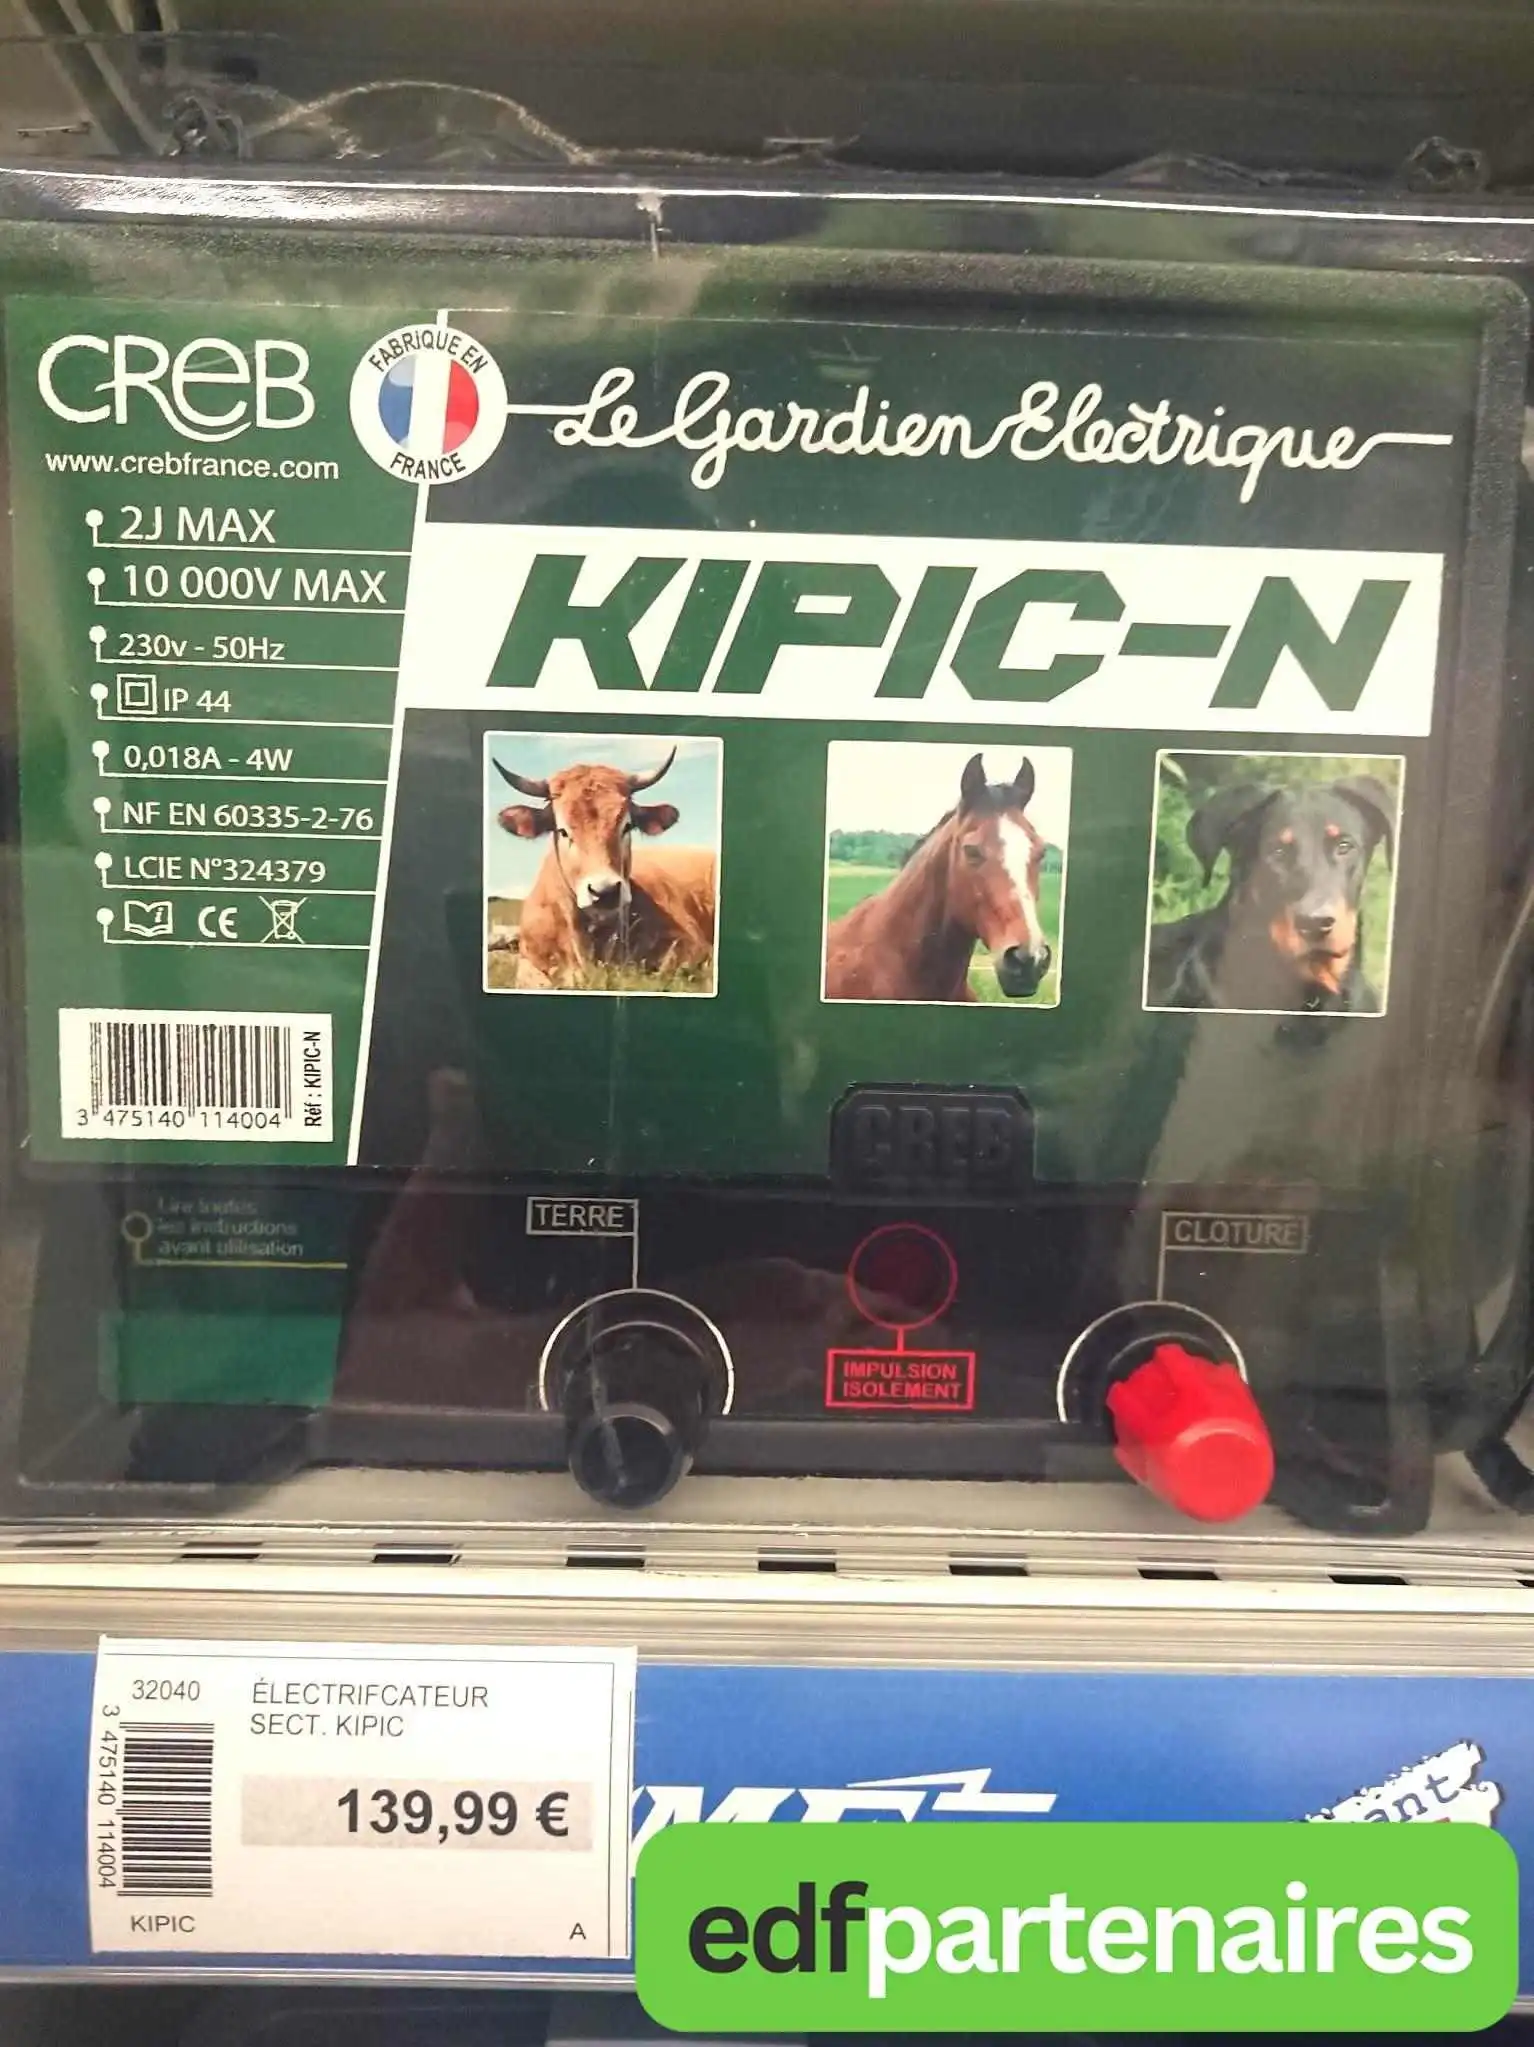 CREB
www.crebfrance.com
FABRIQUE EN
FRANCE
Le Gardien Electrique
2J MAX
10 000V MAX
230v - 50Hz
IP 44
0,018A - 4W
NF EN 60335-2-76
LCIE N°324379
CE
KIPIC-N
3 475140 114004
Réf : KIPIC-N
CREB
Lire toutes
les instructions
avant utilisation
TERRE
IMPULSION
ISOLEMENT
CLOTURE
32040
ÉLECTRIFCATEUR
SECT. KIPIC
139,99 €
3 475140 114004
KIPIC
A
edfpartenaires